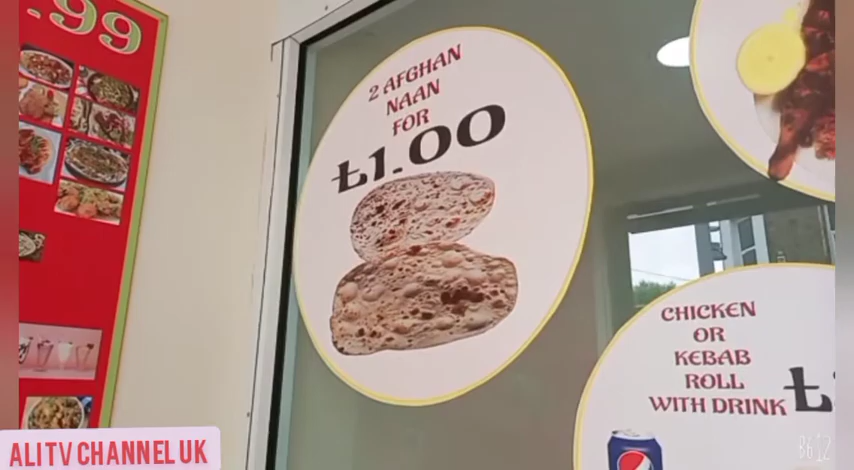 .99
2 AFGHAN
NAAN
FOR
£1.00
CHICKEN
OR
KEBAB
ROLL
WITH DRINK £
ALI TV CHANNEL UK